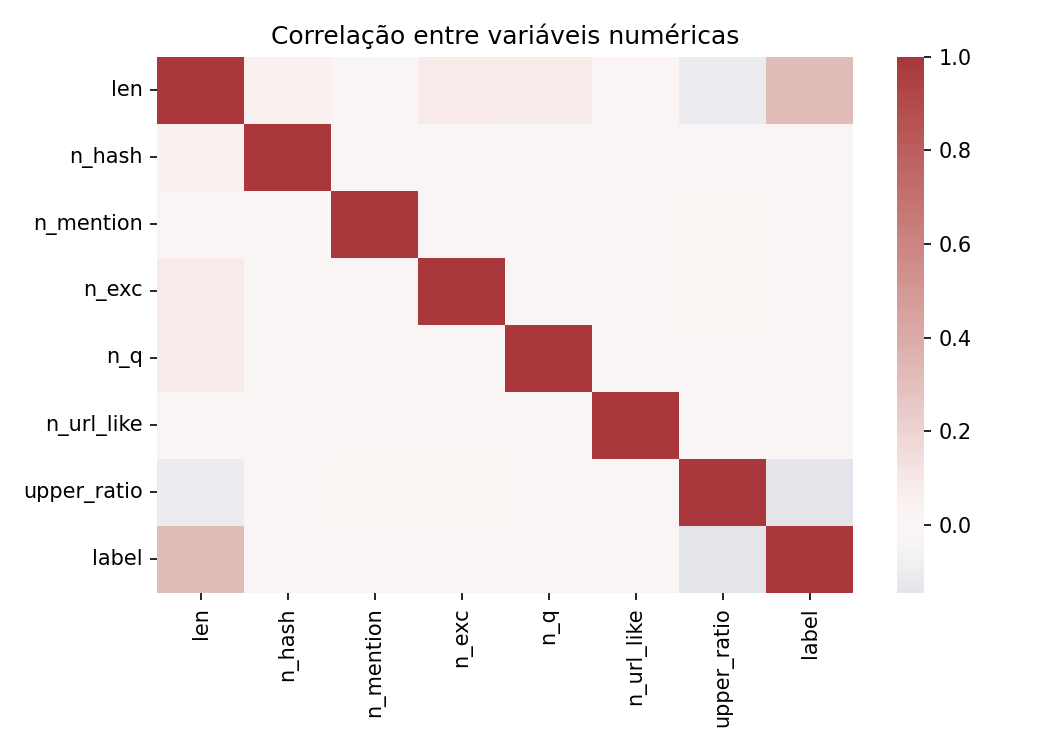 Correlação entre variáveis numéricas
len
n_hash
n_mention
n_exc
n_q
n_url_like
upper_ratio
label
len
n_hash
n_mention
n_exc
n_q
n_url_like
upper_ratio
label
1.0
0.8
0.6
0.4
0.2
0.0